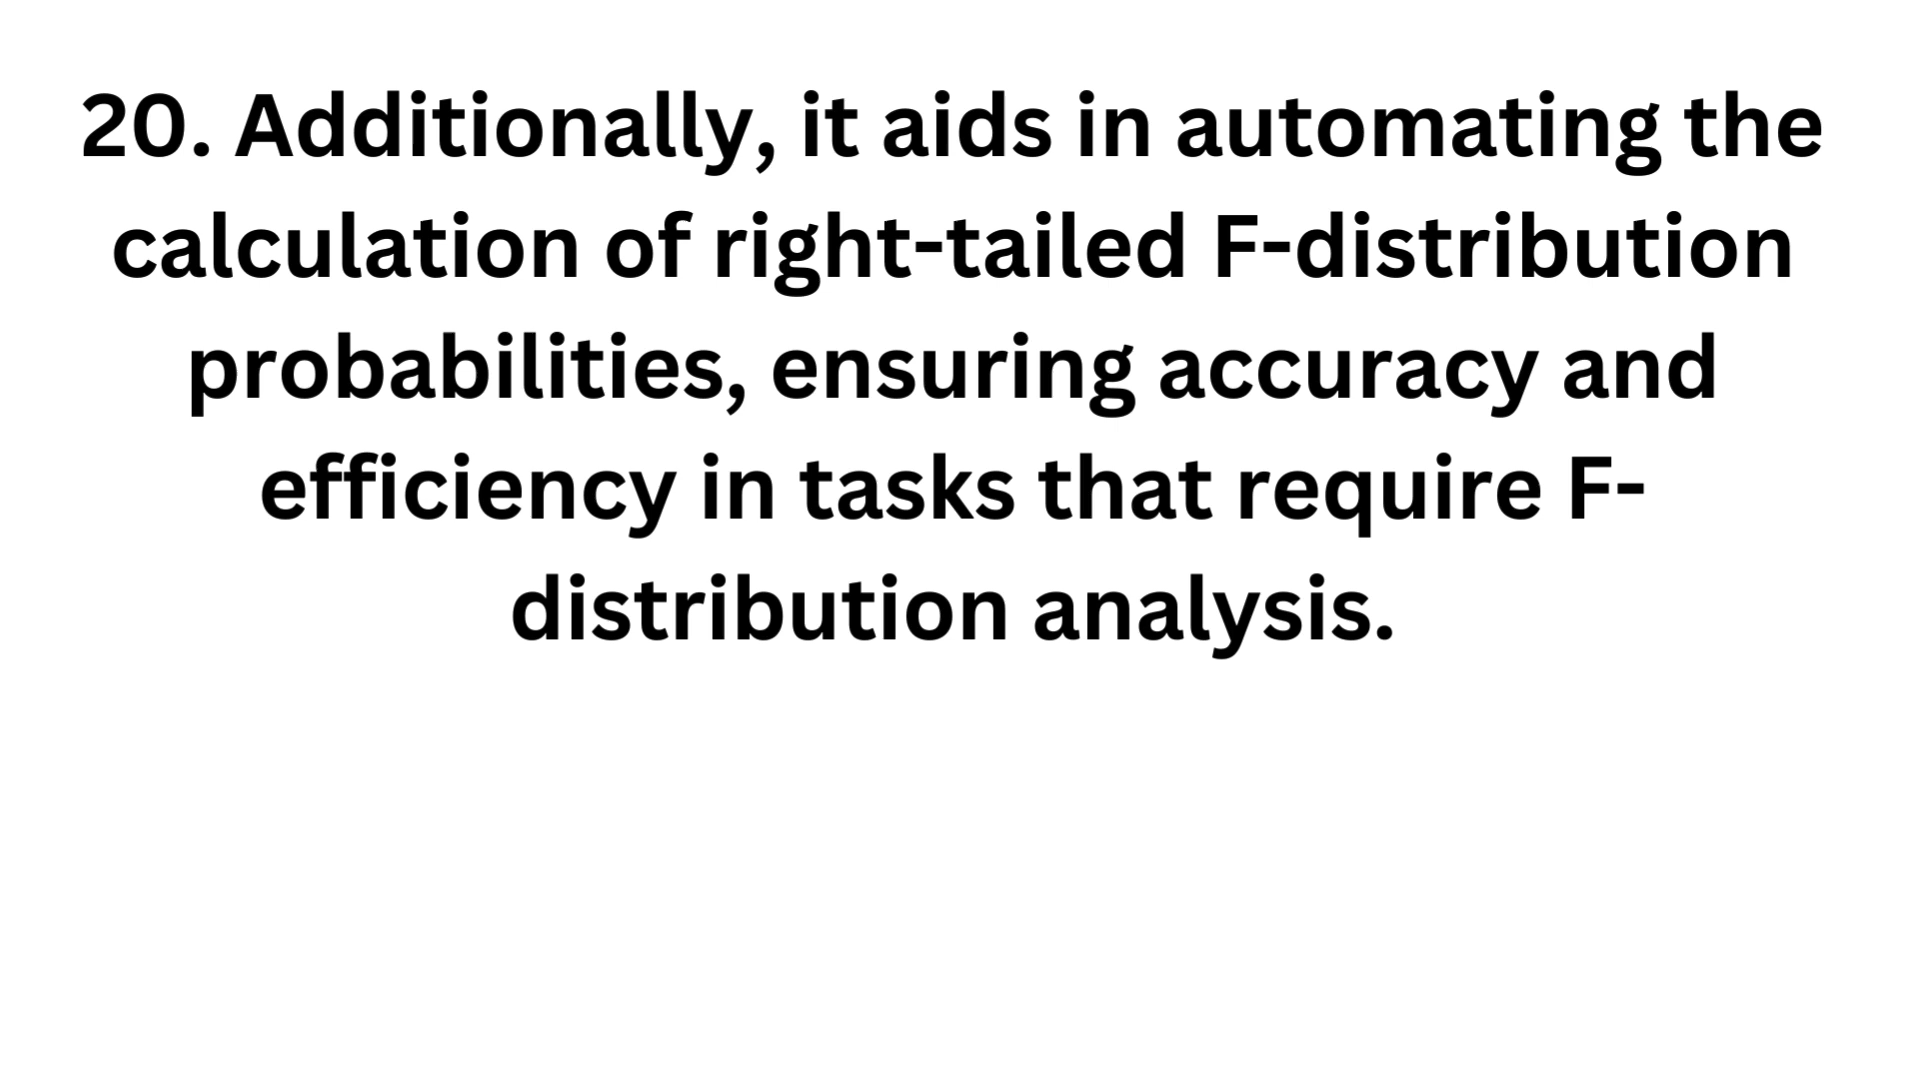 20. Additionally, it aids in automating the
calculation of right-tailed F-distribution
probabilities, ensuring accuracy and
efficiency in tasks that require F-
distribution analysis.